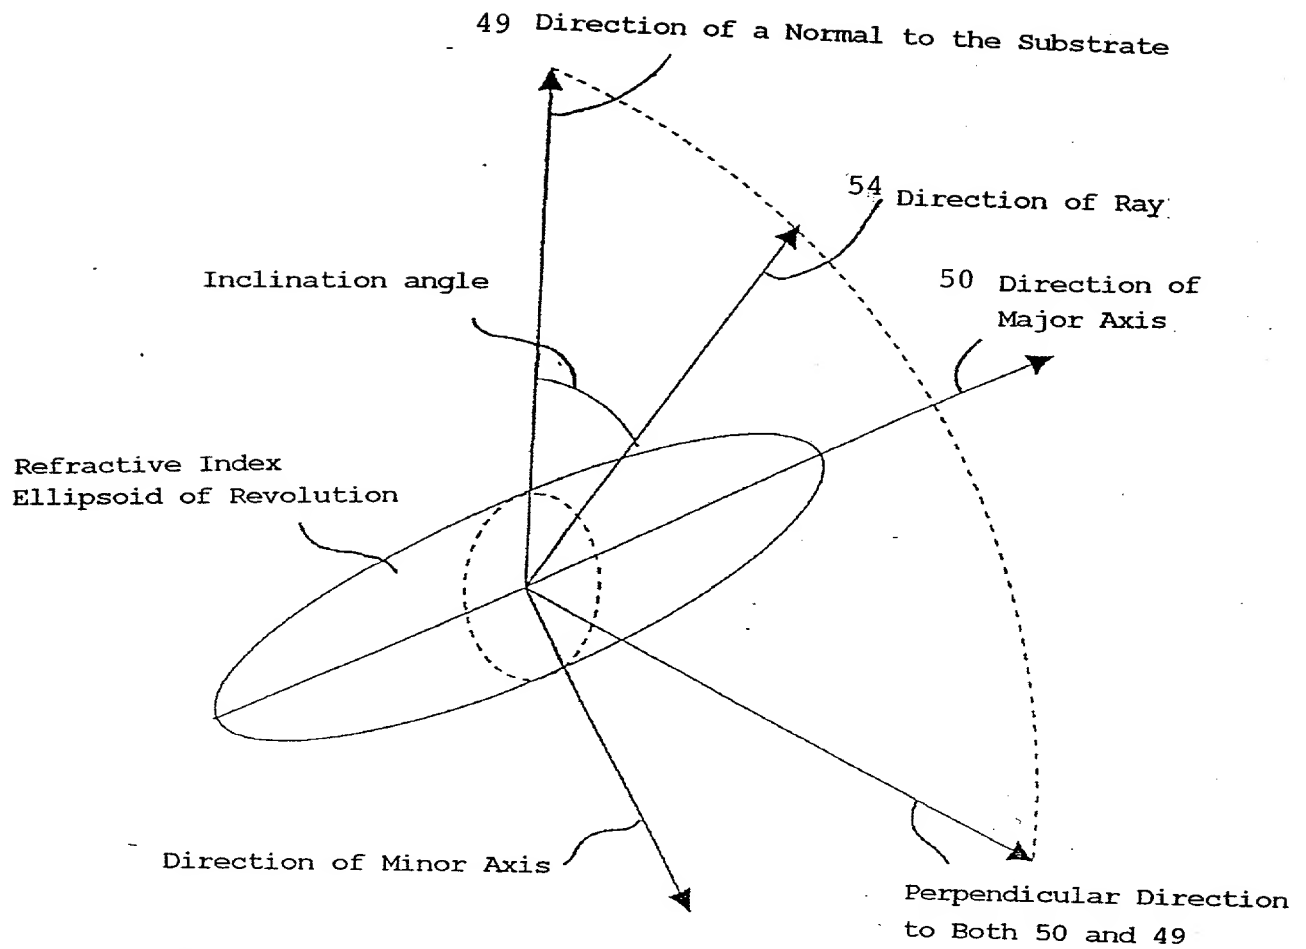 49 Direction of a Normal to the Substrate
54 Direction of Ray
Inclination angle
50 Direction of
Major Axis
Refractive Index
Ellipsoid of Revolution
Direction of Minor Axis
Perpendicular Direction
to Both 50 and 49